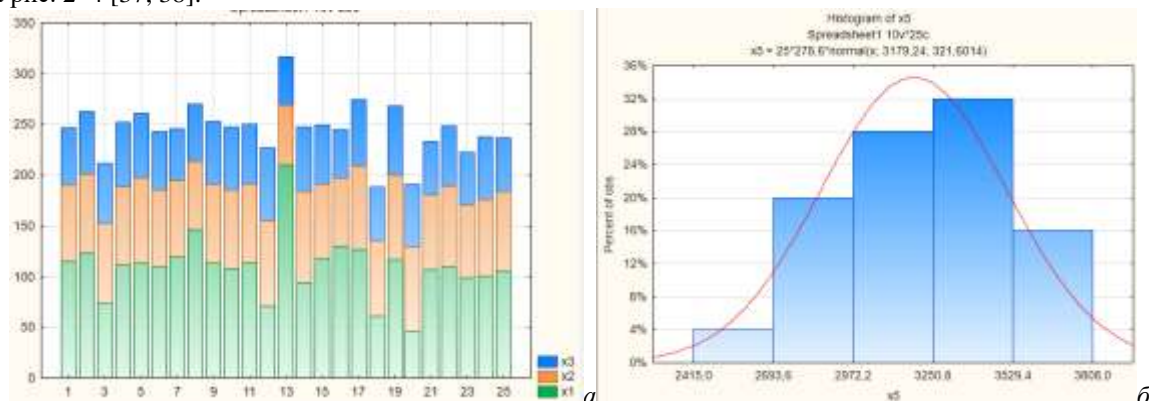 350
300
250
200
150
100
50
0
1 3 5 7 9 11 13 15 17 19 21 23 25
x3
x2
x1
а
Histogram of x5
Spreadsheet1 10v*25c
x5 = 25*278,6*normal(x; 3179,24; 321,6014)
Percent of obs
36%
32%
28%
24%
20%
16%
12%
8%
4%
0%
2415,0 2693,6 2972,2 3250,8 3529,4 3808,0
x5
б